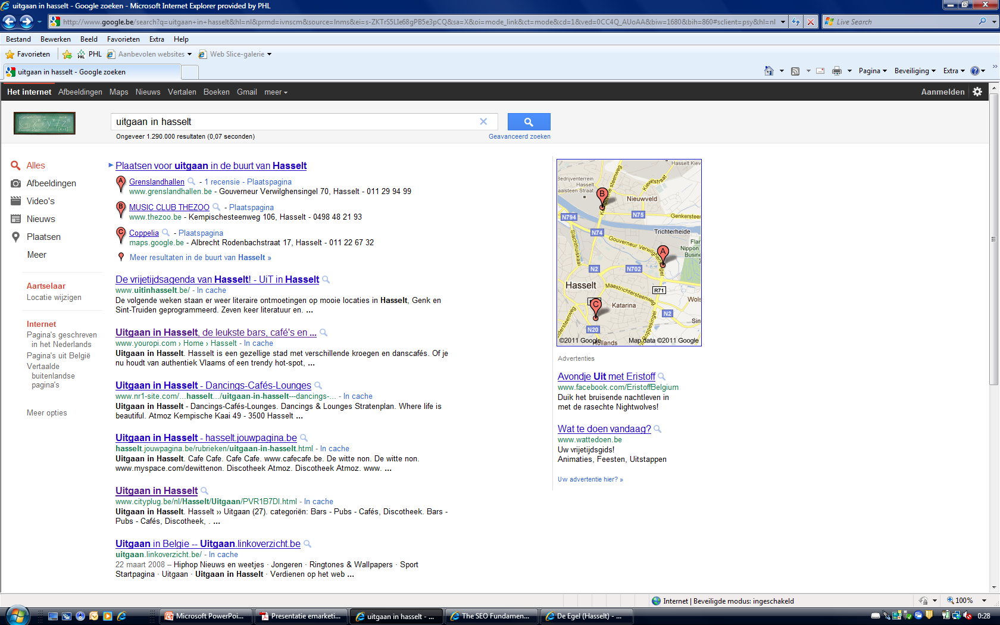 uitgaan in hasselt - Google zoeken - Microsoft Internet Explorer provided by PHL
http://www.google.be/search?q=uitgaan+in+hasselt&hl=nl&prmd=ivnscm&source=lnms&ei=s-ZKTrS5LIe68gPB5e3pCQ&sa=X&oi=mode_link&ct=mode&cd=1&ved=0CC4Q_AUoAA&biw=1680&bih=860#sclient=psy&hl=nl
Live Search
Bestand Bewerken Beeld Favorieten Extra Help
Favorieten PHL Aanbevolen websites Web Slice-galerie
uitgaan in hasselt - Google zoeken
Pagina Beveiliging Extra
Het internet Afbeeldingen Maps Nieuws Vertalen Boeken Gmail meer
Aanmelden
uitgaan in hasselt
Ongeveer 1.290.000 resultaten (0,07 seconden)
Geavanceerd zoeken
Alles
Afbeeldingen
Video's
Nieuws
Plaatsen
Meer
Aartselaar
Locatie wijzigen
Internet
Pagina's geschreven
in het Nederlands
Pagina's uit België
Vertaalde
buitenlandse
pagina's
Meer opties
Plaatsen voor uitgaan in de buurt van Hasselt
A Grenslandhallen - 1 recensie - Plaatspagina
www.grenslandhallen.be - Gouverneur Verwilghensingel 70, Hasselt - 011 29 94 99
B MUSIC CLUB THEZOO - Plaatspagina
www.thezoo.be - Kempischesteenweg 106, Hasselt - 0498 48 21 93
C Coppelia - Plaatspagina
maps.google.be - Albrecht Rodenbachstraat 17, Hasselt - 011 22 67 32
Meer resultaten in de buurt van Hasselt »
De vrijetijdsagenda van Hasselt! - UiT in Hasselt
www.uitinhasselt.be/ - In cache
De volgende weken staan er weer literaire ontmoetingen op mooie locaties in Hasselt, Genk en
Sint-Truiden geprogrammeerd. Zeven keer literatuur en. ...
Uitgaan in Hasselt, de leukste bars, café's en ...
www.youropi.com › Home › Hasselt - In cache
Uitgaan in Hasselt. Hasselt is een gezellige stad met verschillende kroegen en danscafés. Of je
nu houdt van authentiek Vlaams of een trendy hot-spot, ...
Uitgaan in Hasselt - Dancings-Cafés-Lounges
www.nr1-site.com/...hasselt.../uitgaan-in-hasselt---dancings-... - In cache
Uitgaan in Hasselt - Dancings-Cafés-Lounges. Dancings & Lounges Stratenplan. Where life is
beautiful. Atmoz Kempische Kaai 49 - 3500 Hasselt ...
Uitgaan in Hasselt - hasselt.jouwpagina.be
hasselt.jouwpagina.be/rubrieken/uitgaan-in-hasselt.html - In cache
Uitgaan in Hasselt. Cafe Cafe. Cafe Cafe. www.cafecafe.be. De witte non. De witte non.
www.myspace.com/dewittenon. Discotheek Atmoz. Discotheek Atmoz. www. ...
Uitgaan in Hasselt
www.cityplug.be/nl/Hasselt/Uitgaan/PVR1B7DI.html - In cache
Uitgaan in Hasselt. Hasselt ›› Uitgaan (27). categoriën: Bars - Pubs - Cafés, Discotheek. Bars -
Pubs - Cafés, Discotheek, . ...
Uitgaan in Belgie -- Uitgaan.linkoverzicht.be
uitgaan.linkoverzicht.be/ - In cache
22 maart 2008 – Hiphop Nieuws en weetjes · Jongeren · Ringtones & Wallpapers · Sport
Startpagina · Uitgaan · Uitgaan in Hasselt · Verdienen op het web ...
Hasselt Kiew
Bedrijventerrein
Hasselt
Kiewitstraat
B
Nieuwveld
N75
N794
Genkersteen
N74
Trichterheide
Slachthuiskaai
Gouverneur Verwilghensingel
A
Nippon
Busine
N2
N702
Hasselt
R71
Maastrichtersteenweg
Wols
C
Katarina
N2
N20
Sin
©2011 Google Map data ©2011 Google
Advertenties
Avondje Uit met Eristoff
www.facebook.com/EristoffBelgium
Duik het bruisende nachtleven in
met de rasechte Nightwolves!
Wat te doen vandaag?
www.wattedoen.be
Uw vrijetijdsgids!
Animaties, Feesten, Uitstappen
Uw advertentie hier? »
Internet | Beveiligde modus: ingeschakeld
100%
Microsoft PowerPoi... Presentatie emarketi... uitgaan in hasselt - ... The SEO Fundamen... De Egel (Hasselt) - ...
0:28